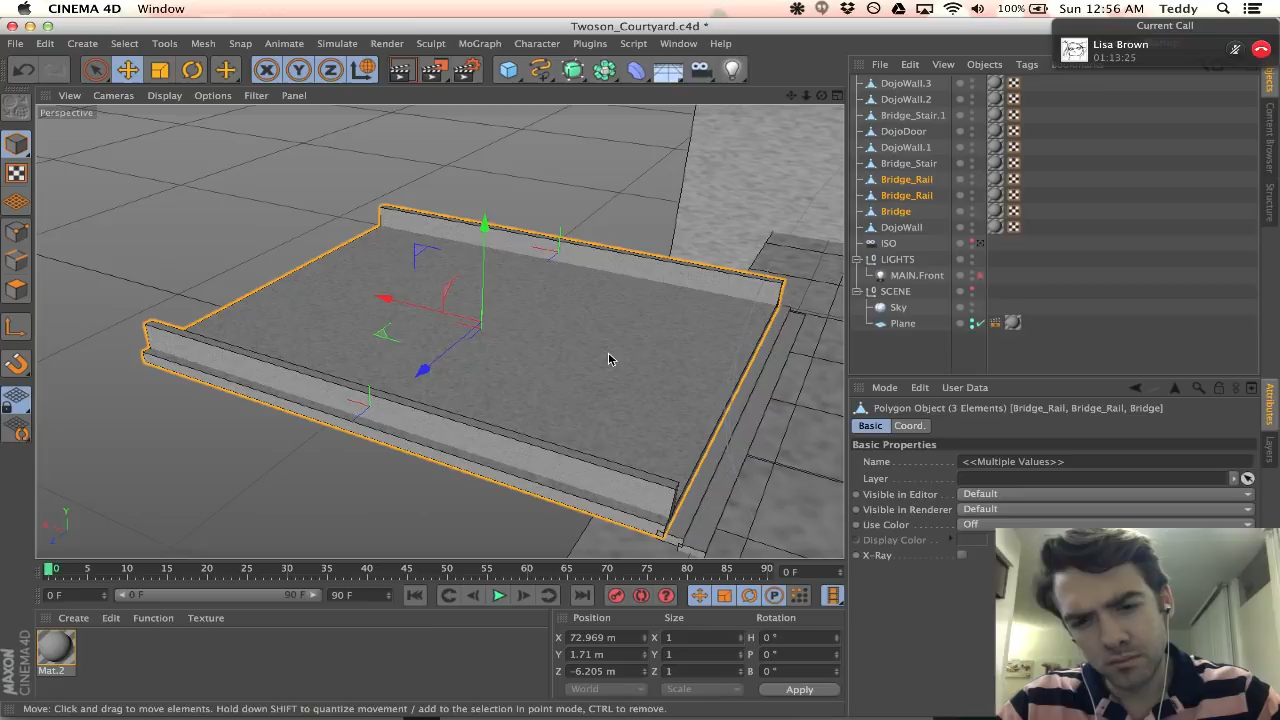 CINEMA 4D Window 100% Sun 12:56 AM Teddy
Twoson_Courtyard.c4d *
Current Call
Lisa Brown
01:13:25
File Edit Create Select Tools Mesh Snap Animate Simulate Render Sculpt MoGraph Character Plugins Script Window Help
X Y Z
File Edit View Objects Tags
View Cameras Display Options Filter Panel
Perspective
DojoWall.3
DojoWall.2
Bridge_Stair.1
DojoDoor
DojoWall.1
Bridge_Stair
Bridge_Rail
Bridge_Rail
Bridge
DojoWall
ISO
LIGHTS
MAIN.Front
SCENE
Sky
Plane
Objects
Content Browser
Structure
Mode Edit User Data
Polygon Object (3 Elements) [Bridge_Rail, Bridge_Rail, Bridge]
Basic Coord.
Basic Properties
Name <<Multiple Values>>
Layer
Visible in Editor Default
Visible in Renderer Default
Use Color Off
Display Color
X-Ray
Attributes
Layers
Y
X
Z
0 5 10 15 20 25 30 35 40 45 50 55 60 65 70 75 80 85 90 0 F
0 F 0 F 90 F 90 F
Create Edit Function Texture
Mat.2
Position Size Rotation
X 72.969 m X 1 H 0 °
Y 1.71 m Y 1 P 0 °
Z -6.205 m Z 1 B 0 °
World Scale Apply
MAXON
CINEMA 4D
Move: Click and drag to move elements. Hold down SHIFT to quantize movement / add to the selection in point mode, CTRL to remove.